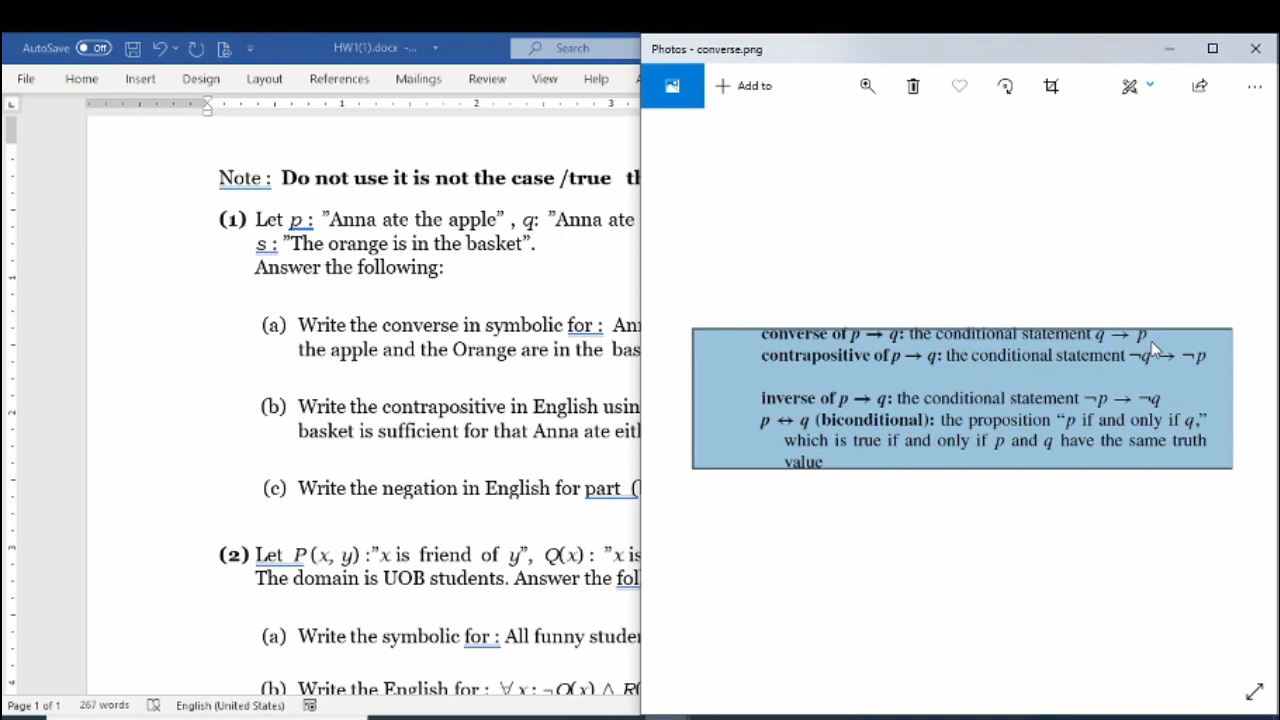 AutoSave Off HW1(1).docx -... Search
File Home Insert Design Layout References Mailings Review View Help
1 2 3
Note : Do not use it is not the case /true
(1) Let p : ”Anna ate the apple” , q: ”Anna ate
s : ”The orange is in the basket”.
Answer the following:
(a) Write the converse in symbolic for :
the apple and the Orange are in the
(b) Write the contrapositive in English
basket is sufficient for that Anna ate
(c) Write the negation in English for part
(2) Let P(x, y) :”x is friend of y”, Q(x) : ”x is
The domain is UOB students. Answer the
(a) Write the symbolic for : All funny
(b) Write the English for : ∀ x : ¬Q(x) ∧
Page 1 of 1 267 words English (United States)
Photos - converse.png
Add to
converse of p → q: the conditional statement q → p
contrapositive of p → q: the conditional statement ¬q → ¬p
inverse of p → q: the conditional statement ¬p → ¬q
p ↔ q (biconditional): the proposition “p if and only if q,”
which is true if and only if p and q have the same truth
value